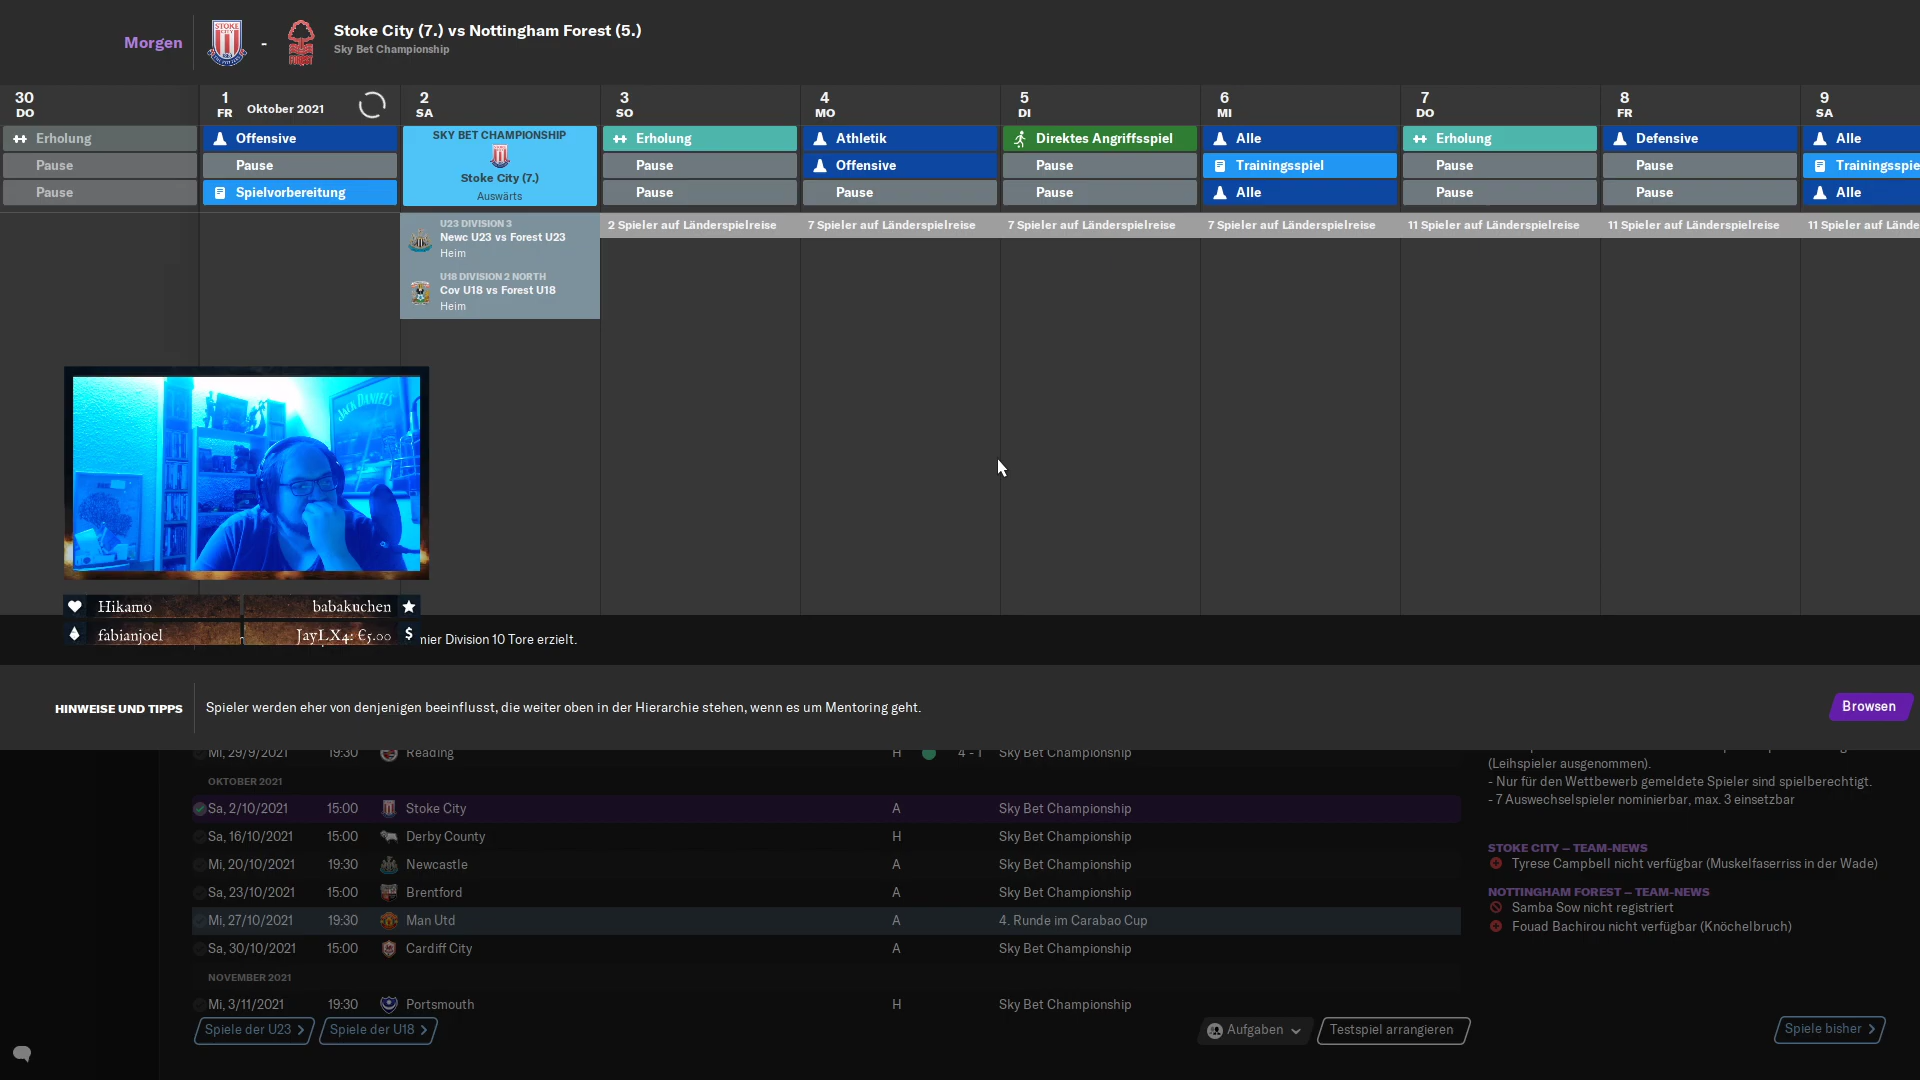 Morgen
Stoke City (7.) vs Nottingham Forest (5.)
Sky Bet Championship
30
DO
1
FR
Oktober 2021
2
SA
3
SO
4
MO
5
DI
6
MI
7
DO
8
FR
9
SA
Erholung
Pause
Pause
Offensive
Pause
Spielvorbereitung
SKY BET CHAMPIONSHIP
Stoke City (7.)
Auswärts
Erholung
Pause
Pause
Athletik
Offensive
Pause
Direktes Angriffsspiel
Pause
Pause
Alle
Trainingsspiel
Alle
Erholung
Pause
Pause
Defensive
Pause
Pause
Alle
Trainingsspie
Alle
U23 DIVISION 3
Newc U23 vs Forest U23
Heim
U18 DIVISION 2 NORTH
Cov U18 vs Forest U18
Heim
2 Spieler auf Länderspielreise
7 Spieler auf Länderspielreise
7 Spieler auf Länderspielreise
7 Spieler auf Länderspielreise
11 Spieler auf Länderspielreise
11 Spieler auf Länderspielreise
11 Spieler auf Lände
JACK DANIEL'S
Hikamo
babakuchen
fabianjoel
JayLX4: €5.00
mier Division 10 Tore erzielt.
HINWEISE UND TIPPS
Spieler werden eher von denjenigen beeinflusst, die weiter oben in der Hierarchie stehen, wenn es um Mentoring geht.
Browsen
Mi, 29/9/2021 19:30 Reading H 4 - 1 Sky Bet Championship
OKTOBER 2021
Sa, 2/10/2021 15:00 Stoke City A Sky Bet Championship
Sa, 16/10/2021 15:00 Derby County H Sky Bet Championship
Mi, 20/10/2021 19:30 Newcastle A Sky Bet Championship
Sa, 23/10/2021 15:00 Brentford A Sky Bet Championship
Mi, 27/10/2021 19:30 Man Utd A 4. Runde im Carabao Cup
Sa, 30/10/2021 15:00 Cardiff City A Sky Bet Championship
NOVEMBER 2021
Mi, 3/11/2021 19:30 Portsmouth H Sky Bet Championship
(Leihspieler ausgenommen).
- Nur für den Wettbewerb gemeldete Spieler sind spielberechtigt.
- 7 Auswechselspieler nominierbar, max. 3 einsetzbar
STOKE CITY – TEAM-NEWS
Tyrese Campbell nicht verfügbar (Muskelfaserriss in der Wade)
NOTTINGHAM FOREST – TEAM-NEWS
Samba Sow nicht registriert
Fouad Bachirou nicht verfügbar (Knöchelbruch)
Spiele der U23
Spiele der U18
Aufgaben
Testspiel arrangieren
Spiele bisher